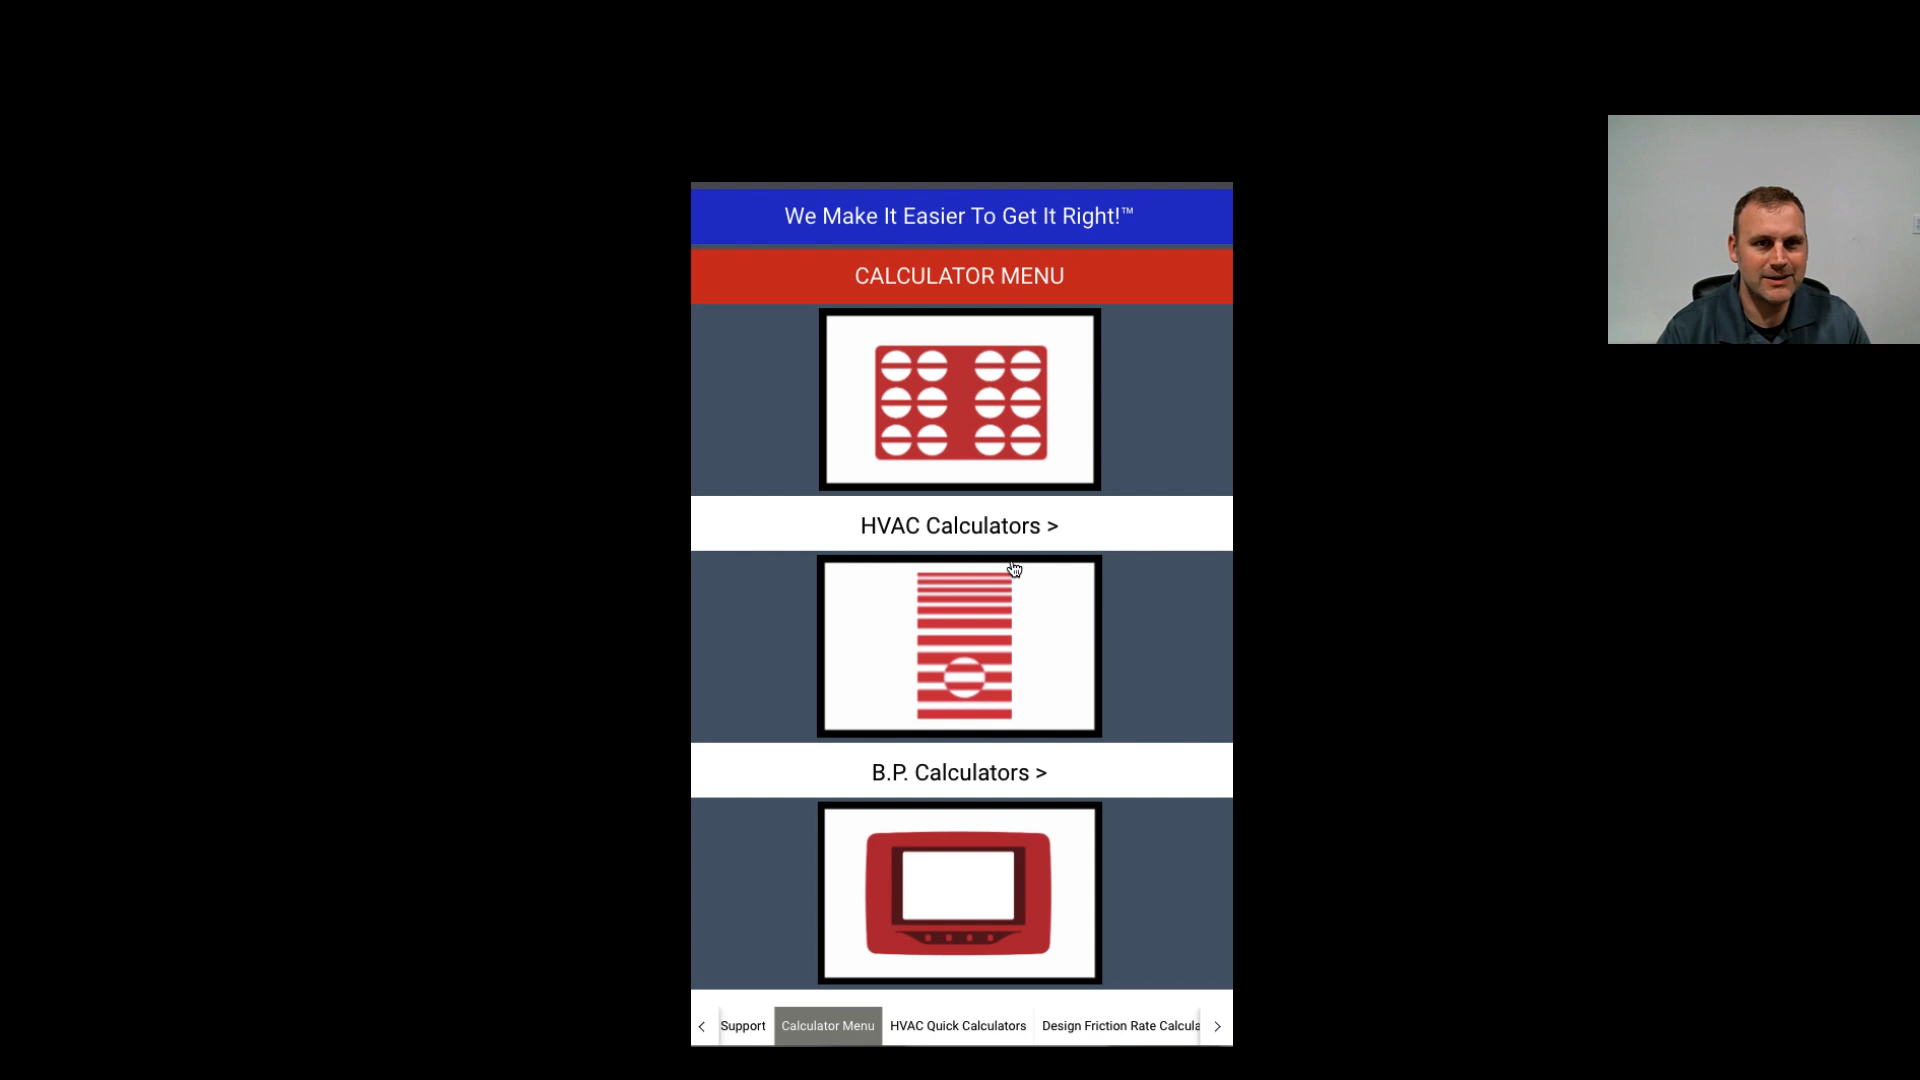 We Make It Easier To Get It Right!™
CALCULATOR MENU
HVAC Calculators >
B.P. Calculators >
< Support Calculator Menu HVAC Quick Calculators Design Friction Rate Calcula >